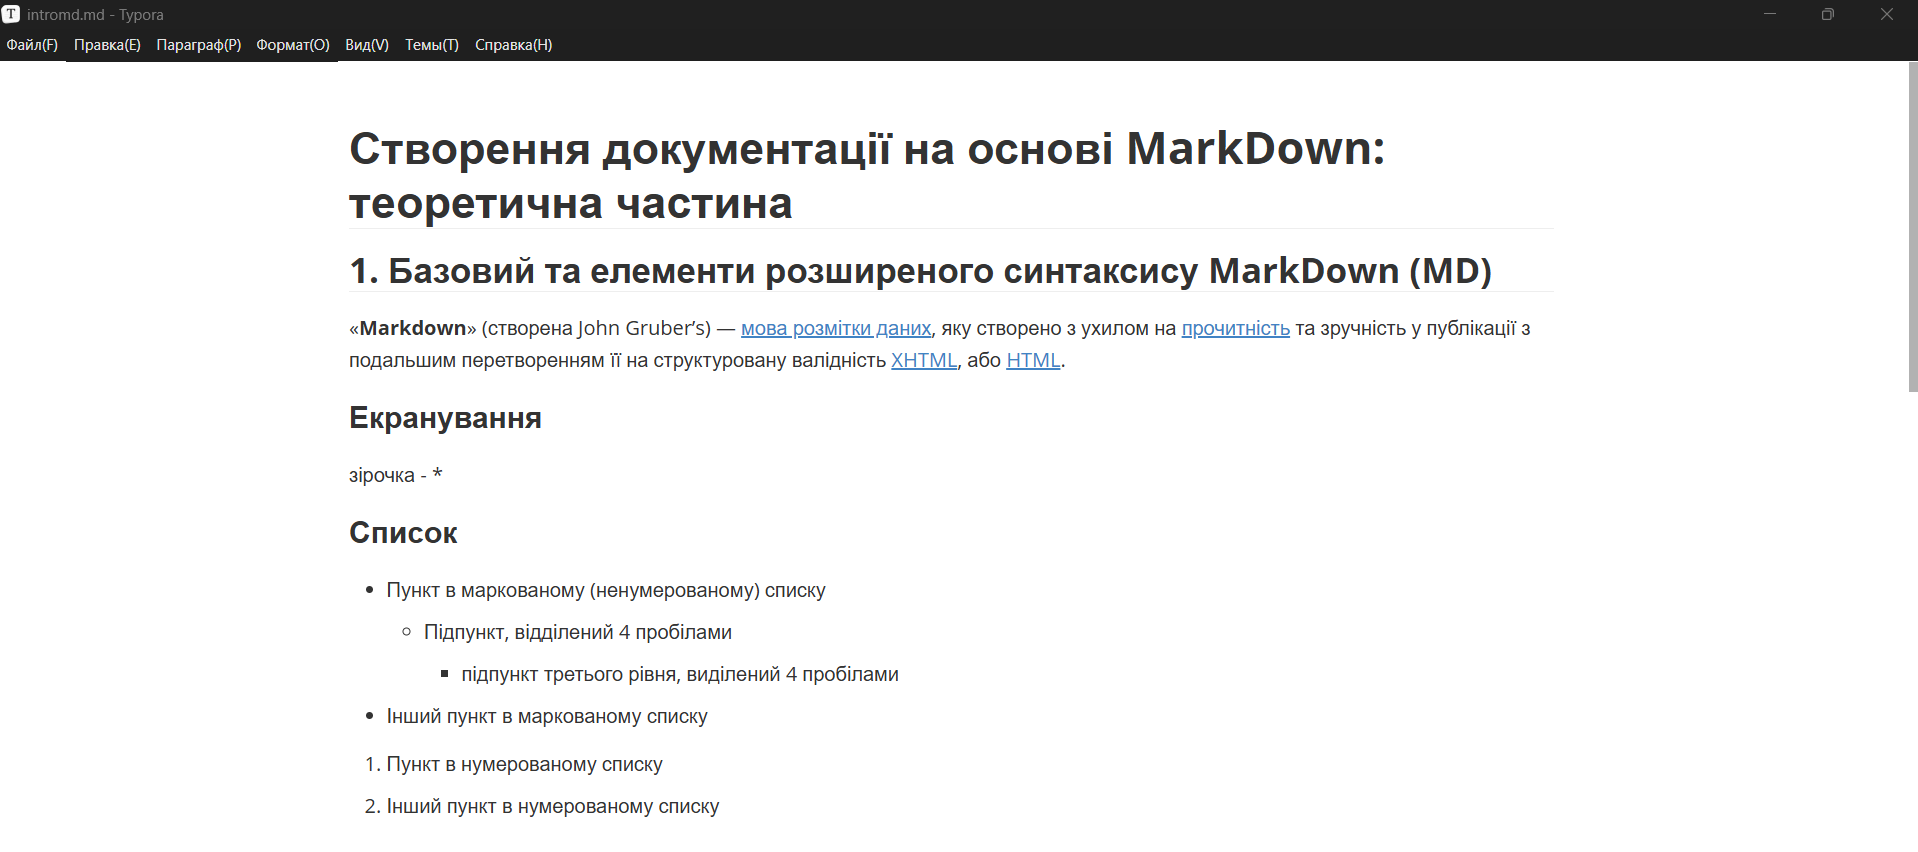 T intromd.md - Typora
Файл(F) Правка(E) Параграф(P) Формат(O) Вид(V) Темы(T) Справка(H)
Створення документації на основі MarkDown:
теоретична частина
1. Базовий та елементи розширеного синтаксису MarkDown (MD)
«Markdown» (створена John Gruber’s) — мова розмітки даних, яку створено з ухилом на прочитність та зручність у публікації з
подальшим перетворенням її на структуровану валідність XHTML, або HTML.
Екранування
зірочка - *
Список
• Пункт в маркованому (ненумерованому) списку
◦ Підпункт, відділений 4 пробілами
▪ підпункт третього рівня, виділений 4 пробілами
• Інший пункт в маркованому списку
1. Пункт в нумерованому списку
2. Інший пункт в нумерованому списку